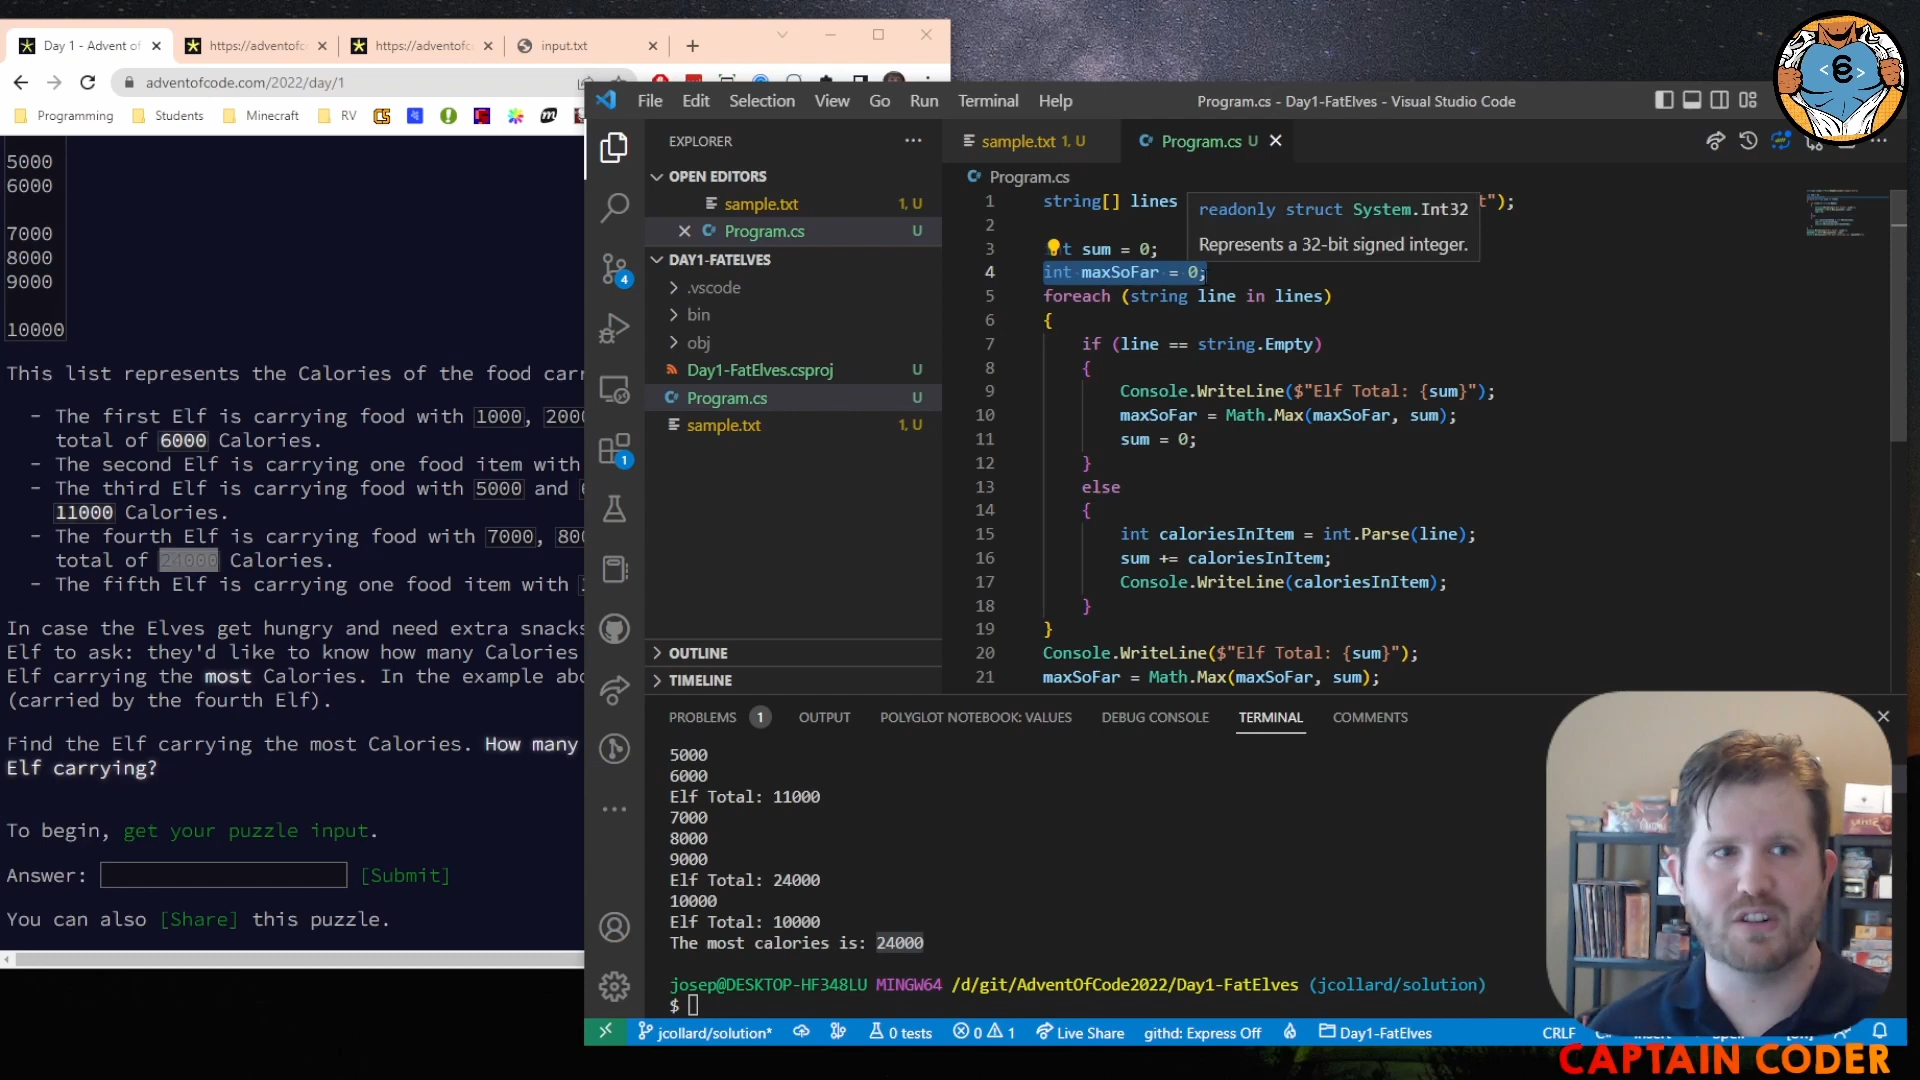 Day 1 - Advent of
https://adventofc
https://adventofc
input.txt
adventofcode.com/2022/day/1
Programming
Students
Minecraft
RV
5000
6000
7000
8000
9000
10000
This list represents the Calories of the food carr
- The first Elf is carrying food with 1000, 2000
total of 6000 Calories.
- The second Elf is carrying one food item with
- The third Elf is carrying food with 5000 and 6
11000 Calories.
- The fourth Elf is carrying food with 7000, 800
total of 24000 Calories.
- The fifth Elf is carrying one food item with
In case the Elves get hungry and need extra snacks
Elf to ask: they'd like to know how many Calories
Elf carrying the most Calories. In the example abo
(carried by the fourth Elf).
Find the Elf carrying the most Calories. How many
Elf carrying?
To begin, get your puzzle input.
Answer: [Submit]
You can also [Share] this puzzle.
File Edit Selection View Go Run Terminal Help
Program.cs - Day1-FatElves - Visual Studio Code
EXPLORER
OPEN EDITORS
sample.txt 1, U
Program.cs U
DAY1-FATELVES
.vscode
bin
obj
Day1-FatElves.csproj U
Program.cs U
sample.txt 1, U
OUTLINE
TIMELINE
4
1
sample.txt 1, U
Program.cs U
Program.cs
1 string[] lines t");
readonly struct System.Int32
Represents a 32-bit signed integer.
2
3 t sum = 0;
4 int maxSoFar = 0;
5 foreach (string line in lines)
6 {
7 if (line == string.Empty)
8 {
9 Console.WriteLine($"Elf Total: {sum}");
10 maxSoFar = Math.Max(maxSoFar, sum);
11 sum = 0;
12 }
13 else
14 {
15 int caloriesInItem = int.Parse(line);
16 sum += caloriesInItem;
17 Console.WriteLine(caloriesInItem);
18 }
19 }
20 Console.WriteLine($"Elf Total: {sum}");
21 maxSoFar = Math.Max(maxSoFar, sum);
PROBLEMS 1 OUTPUT POLYGLOT NOTEBOOK: VALUES DEBUG CONSOLE TERMINAL COMMENTS
5000
6000
Elf Total: 11000
7000
8000
9000
Elf Total: 24000
10000
Elf Total: 10000
The most calories is: 24000
josep@DESKTOP-HF348LU MINGW64 /d/git/AdventOfCode2022/Day1-FatElves (jcollard/solution)
$
jcollard/solution* 0 tests 0 1 Live Share githd: Express Off Day1-FatElves CRLF
CAPTAIN CODER